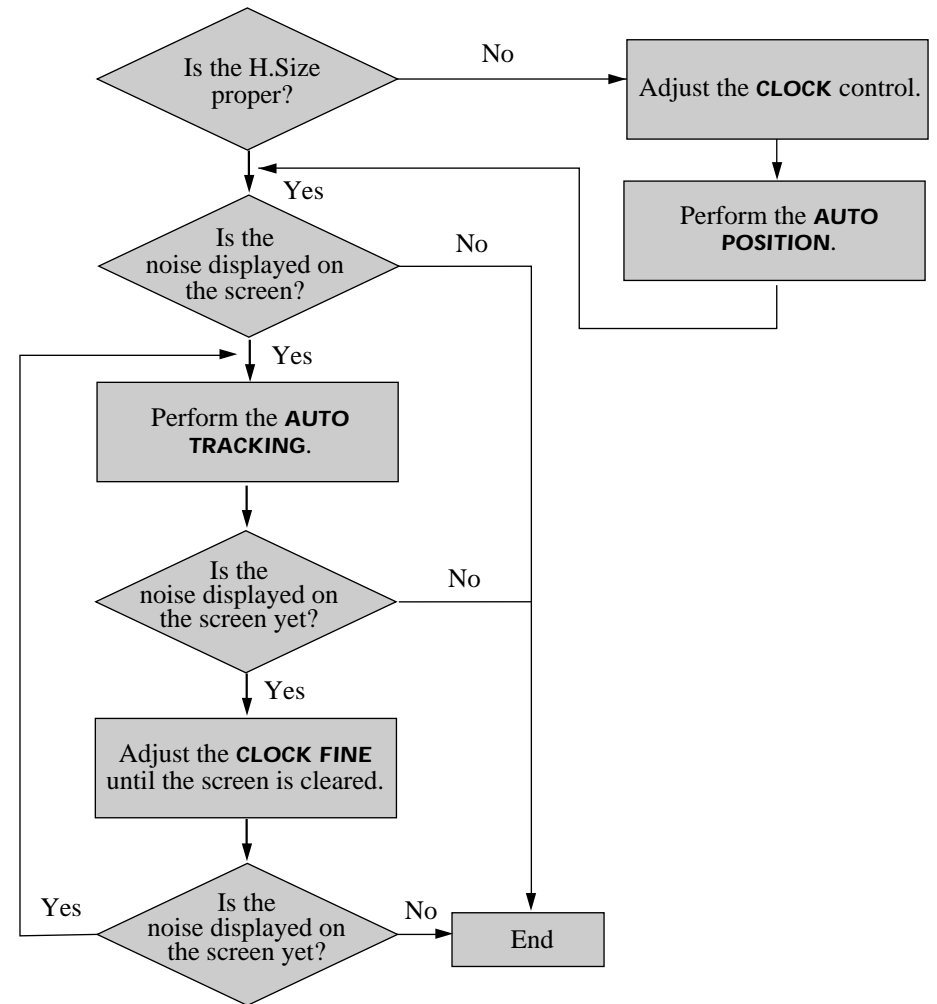 Is the H.Size
proper?
No
Adjust the CLOCK control.
Yes
Perform the AUTO
POSITION.
Is the
noise displayed on
the screen?
No
Yes
Perform the AUTO
TRACKING.
Is the
noise displayed on
the screen yet?
No
Yes
Adjust the CLOCK FINE
until the screen is cleared.
Is the
noise displayed on
the screen yet?
Yes
No
End